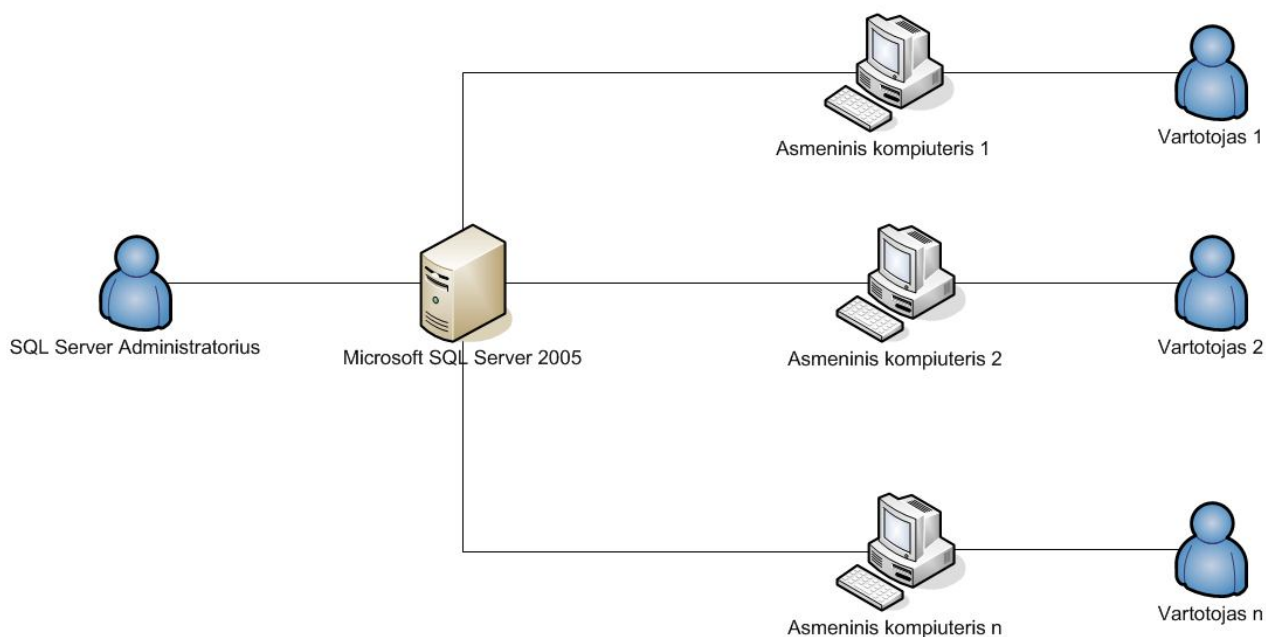 Asmeninis kompiuteris 1
Vartotojas 1
SQL Server Administratorius
Microsoft SQL Server 2005
Asmeninis kompiuteris 2
Vartotojas 2
Asmeninis kompiuteris n
Vartotojas n